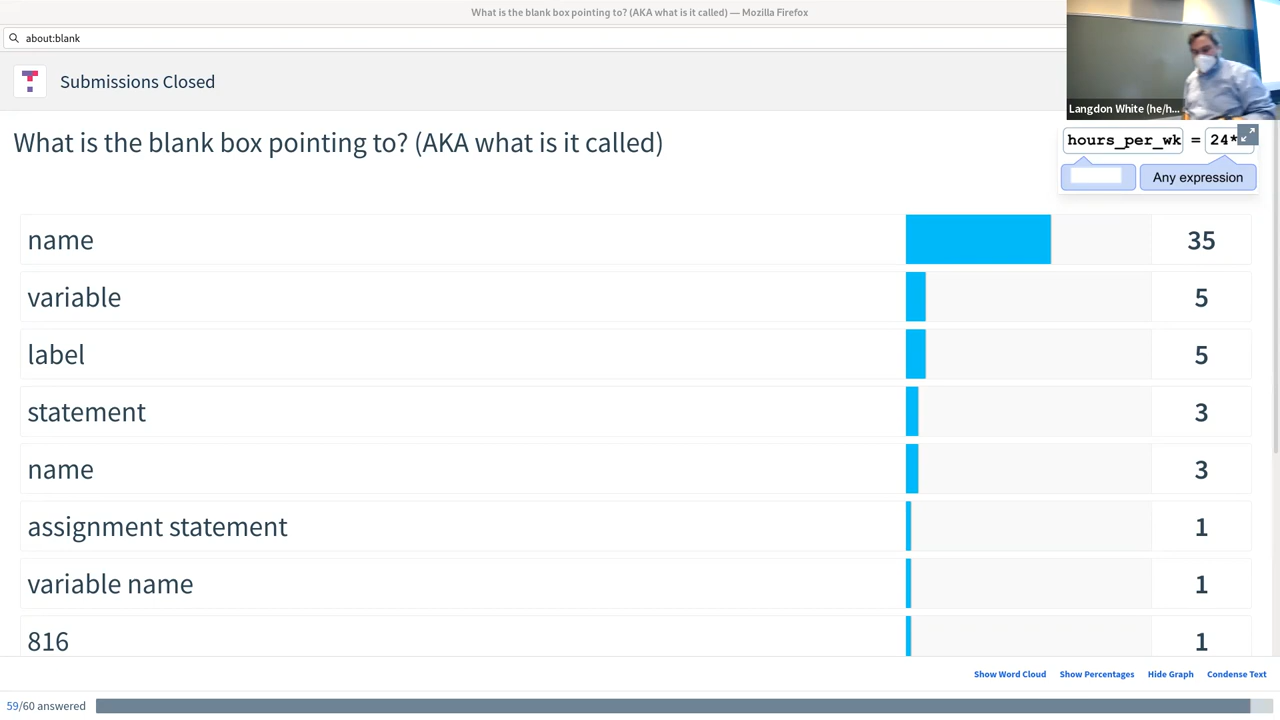 What is the blank box pointing to? (AKA what is it called) — Mozilla Firefox
about:blank
Submissions Closed
Langdon White (he/h...
What is the blank box pointing to? (AKA what is it called)
hours_per_wk = 24*
Any expression
name 35
variable 5
label 5
statement 3
name 3
assignment statement 1
variable name 1
816 1
Show Word Cloud Show Percentages Hide Graph Condense Text
59/60 answered